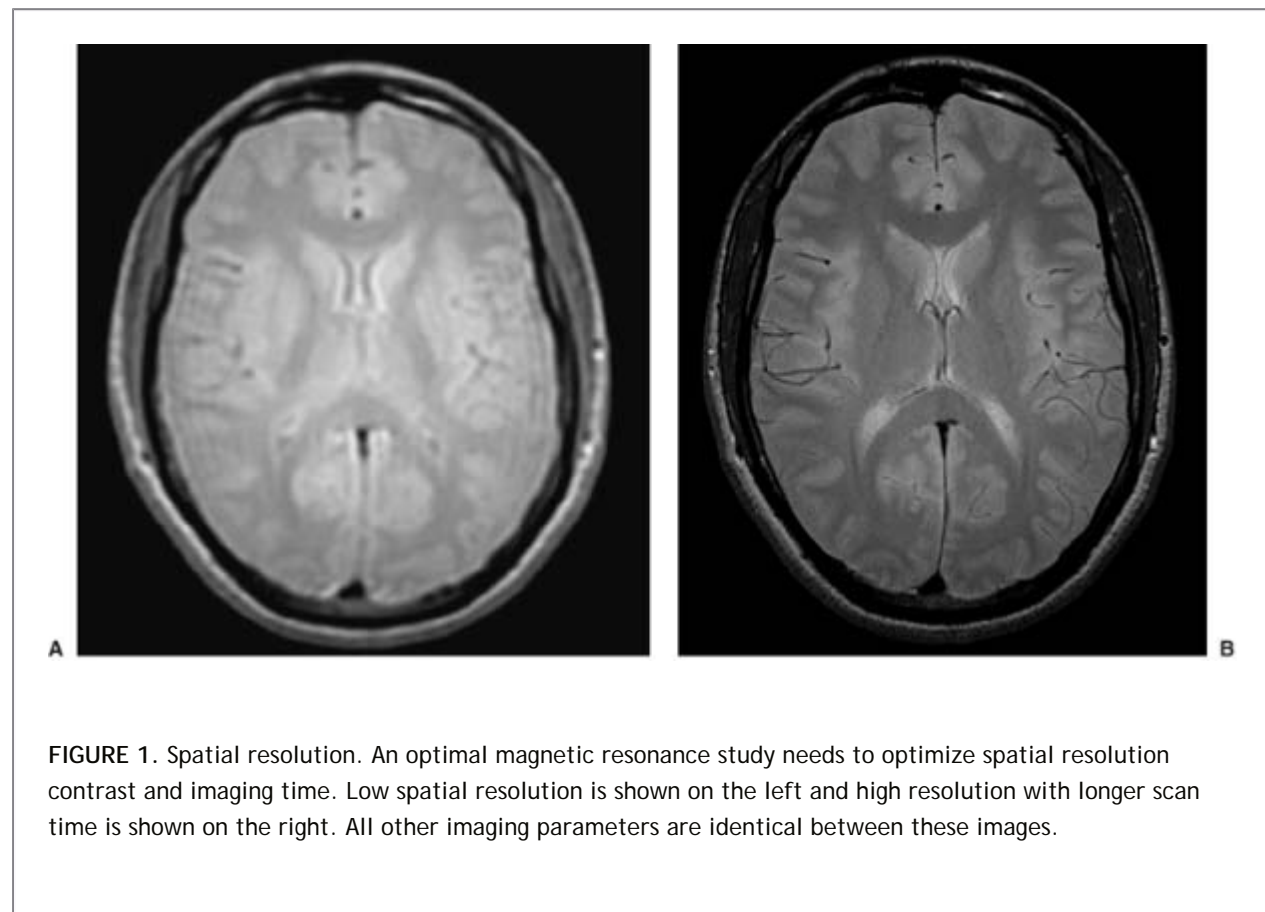 A
B
FIGURE 1. Spatial resolution. An optimal magnetic resonance study needs to optimize spatial resolution
contrast and imaging time. Low spatial resolution is shown on the left and high resolution with longer scan
time is shown on the right. All other imaging parameters are identical between these images.